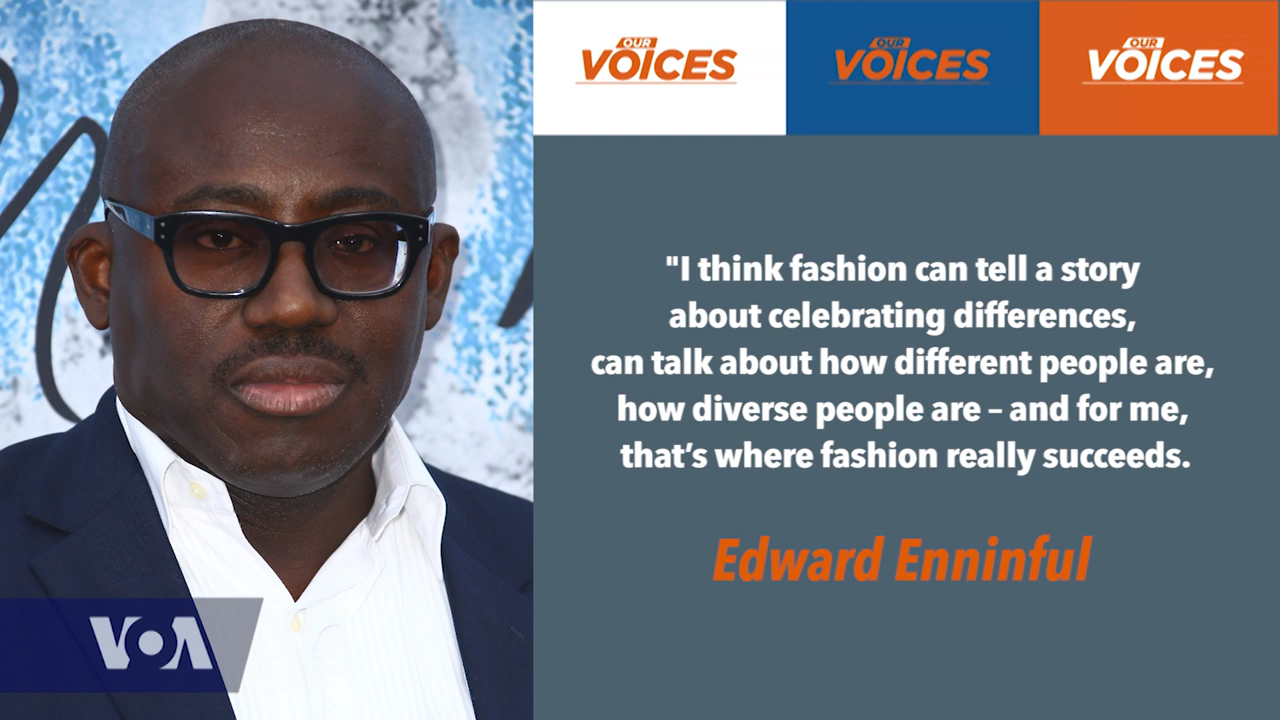 OUR
VOICES
OUR
VOICES
OUR
VOICES
"I think fashion can tell a story
about celebrating differences,
can talk about how different people are,
how diverse people are – and for me,
that’s where fashion really succeeds.
Edward Enninful
VOA